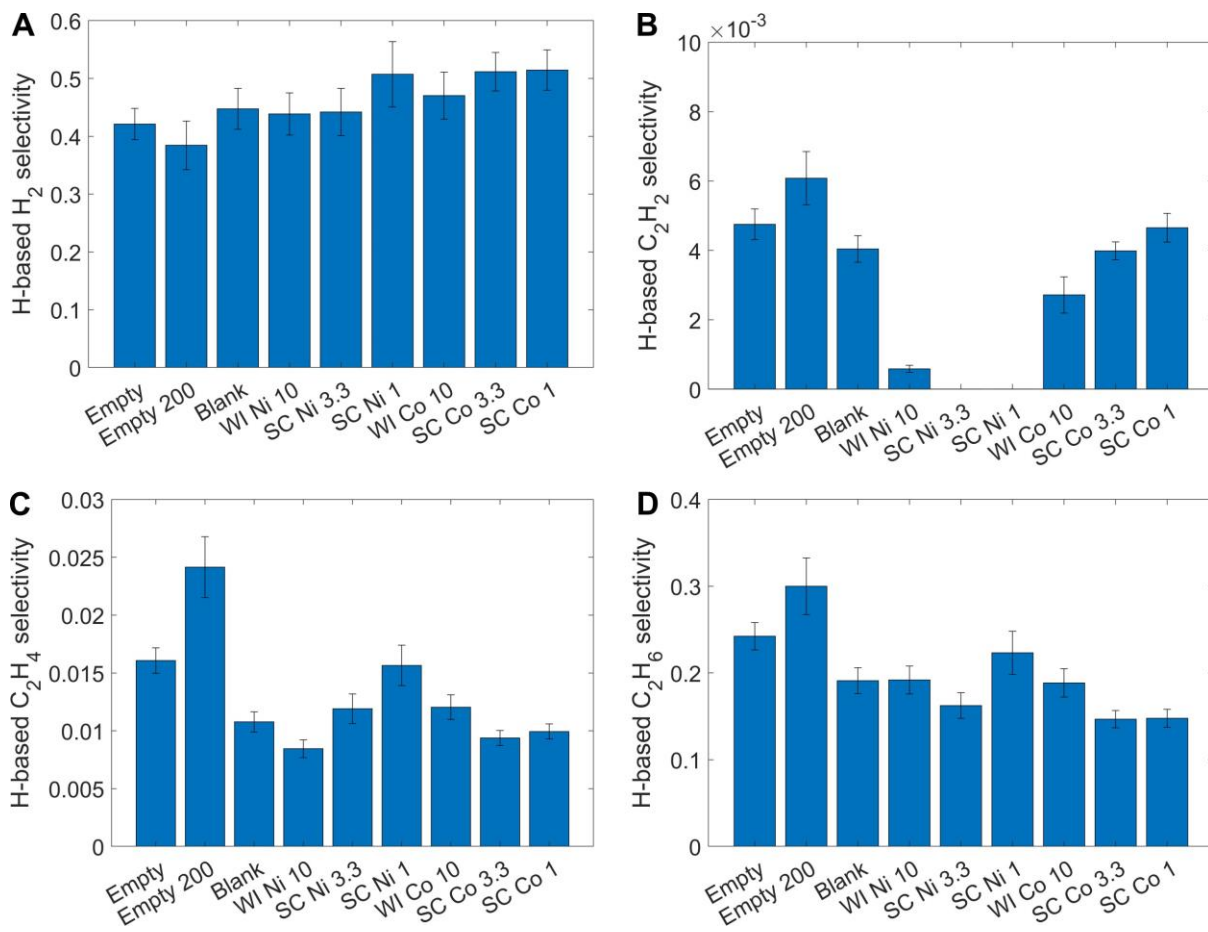 A
H-based H2 selectivity
0.6
0.5
0.4
0.3
0.2
0.1
0
Empty
Empty 200
Blank
WI Ni 10
SC Ni 3.3
SC Ni 1
WI Co 10
SC Co 3.3
SC Co 1
B
H-based C2H2 selectivity
×10-3
10
8
6
4
2
0
Empty
Empty 200
Blank
WI Ni 10
SC Ni 3.3
SC Ni 1
WI Co 10
SC Co 3.3
SC Co 1
C
H-based C2H4 selectivity
0.03
0.025
0.02
0.015
0.01
0.005
0
Empty
Empty 200
Blank
WI Ni 10
SC Ni 3.3
SC Ni 1
WI Co 10
SC Co 3.3
SC Co 1
D
H-based C2H6 selectivity
0.4
0.3
0.2
0.1
0
Empty
Empty 200
Blank
WI Ni 10
SC Ni 3.3
SC Ni 1
WI Co 10
SC Co 3.3
SC Co 1